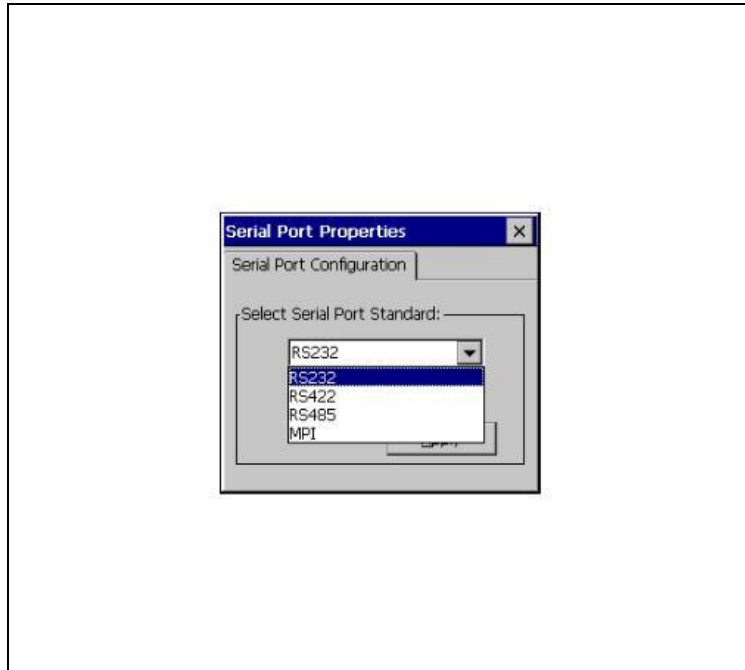 Serial Port Properties
Serial Port Configuration
Select Serial Port Standard:
RS232
RS232
RS422
RS485
MPI